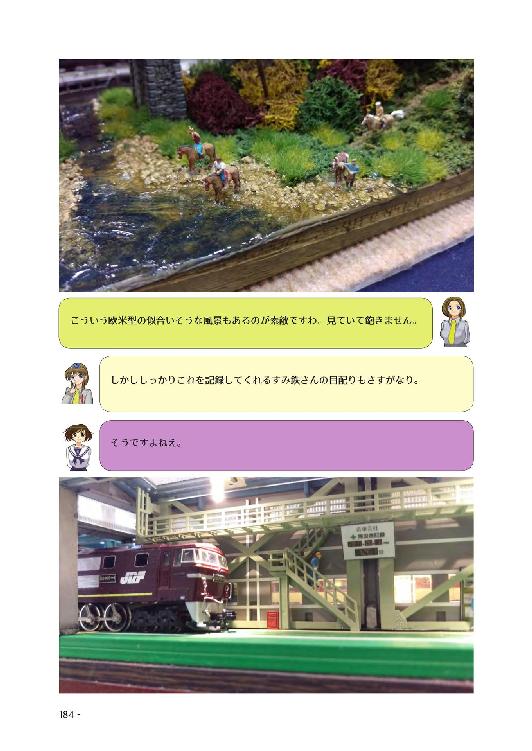 こういう欧米型の似合いそうな風景もあるのが素敵ですわ。見ていて飽きません。
しかししっかりこれを記録してくれるすみ鉄さんの目配りもさすがなり。
そうですよねえ。
JRF
184 -